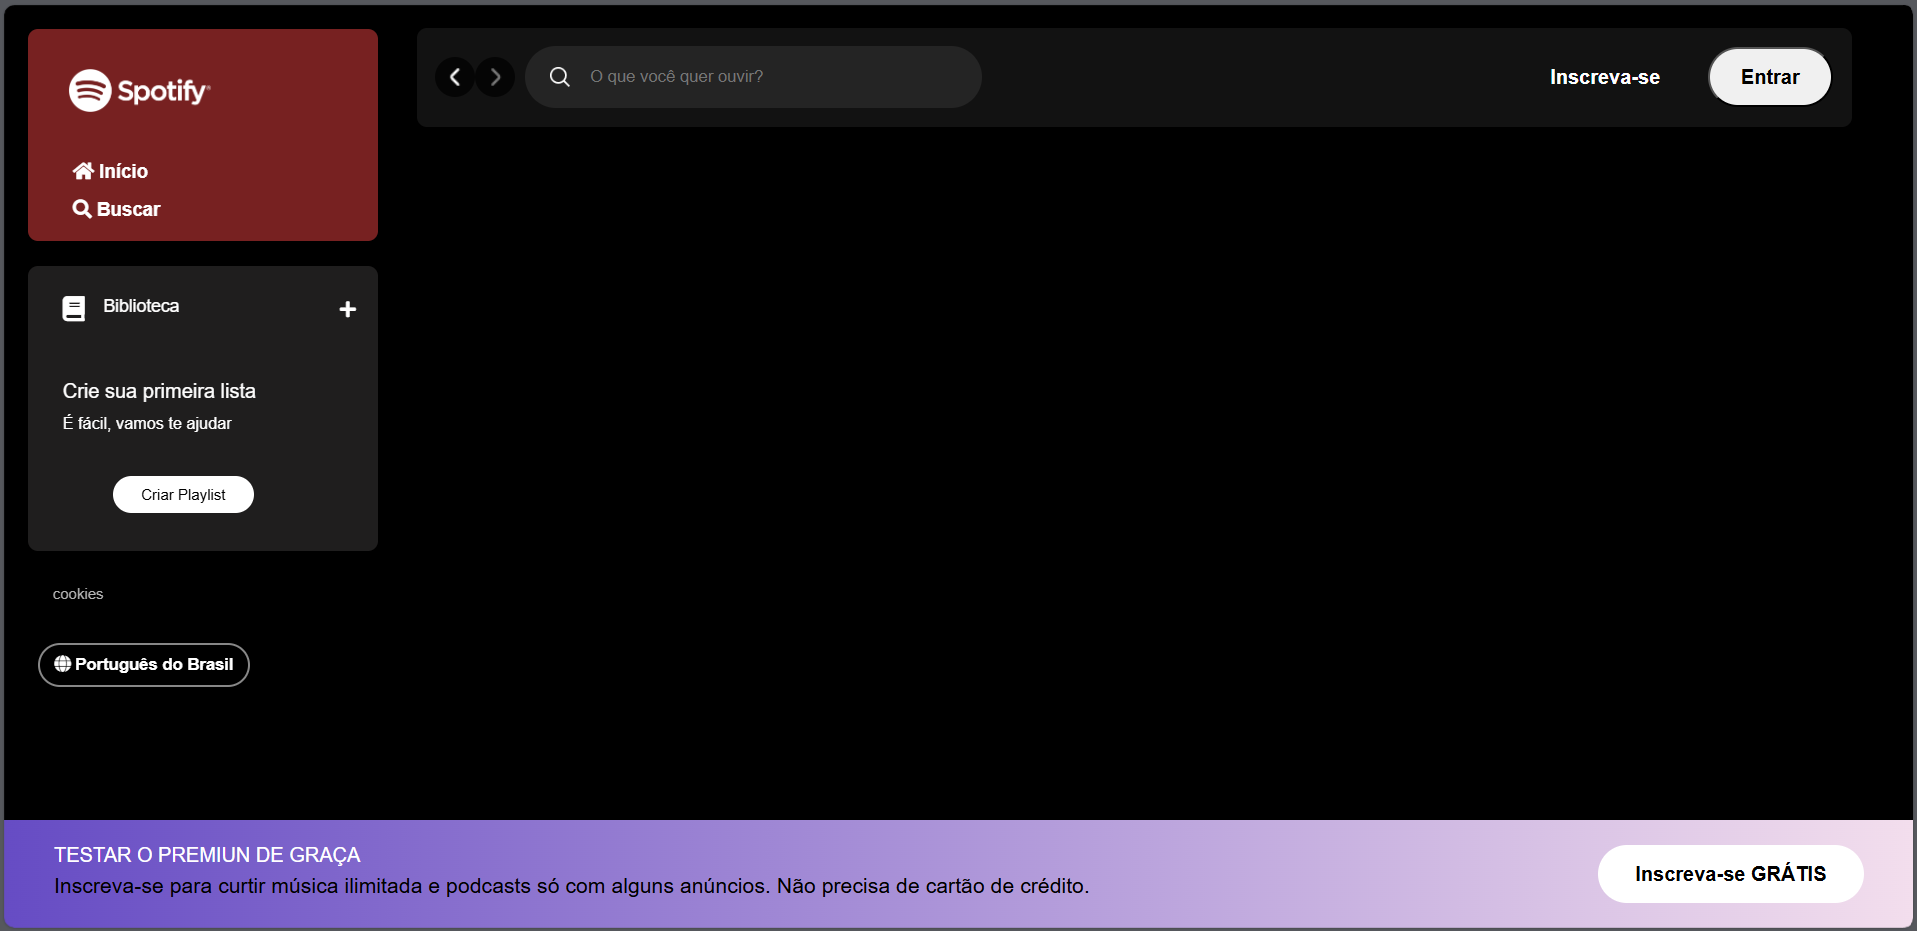 Spotify
Início
Buscar
Biblioteca
Crie sua primeira lista
É fácil, vamos te ajudar
Criar Playlist
cookies
Português do Brasil
O que você quer ouvir?
Inscreva-se
Entrar
TESTAR O PREMIUN DE GRAÇA
Inscreva-se para curtir música ilimitada e podcasts só com alguns anúncios. Não precisa de cartão de crédito.
Inscreva-se GRÁTIS